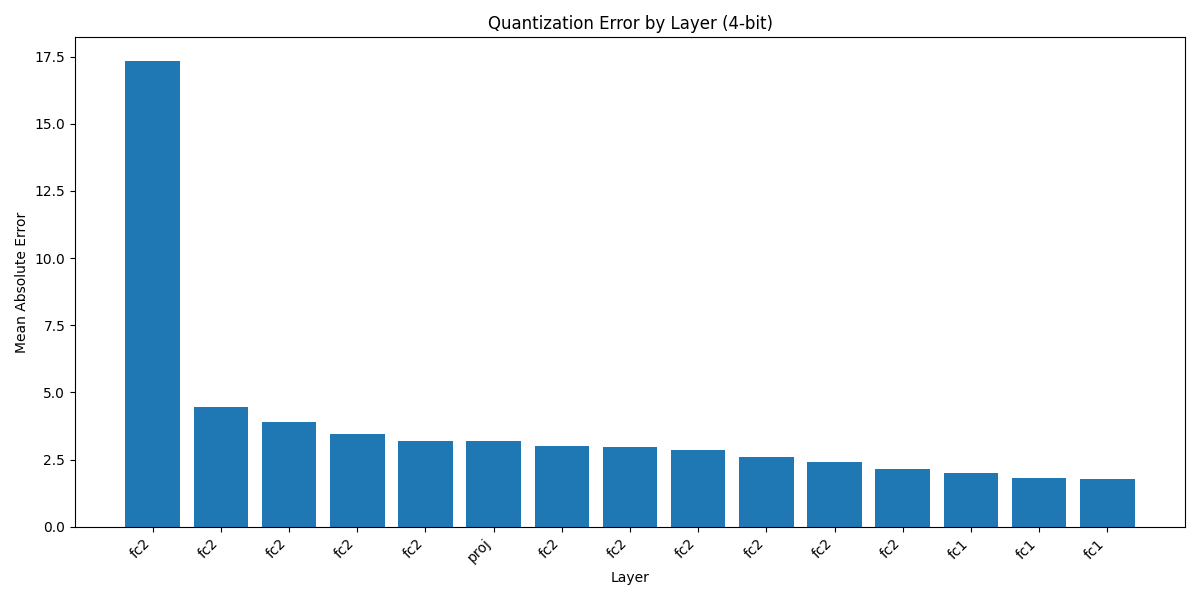 Quantization Error by Layer (4-bit)
Mean Absolute Error
17.5
15.0
12.5
10.0
7.5
5.0
2.5
0.0
fc2
fc2
fc2
fc2
fc2
proj
fc2
fc2
fc2
fc2
fc2
fc2
fc1
fc1
fc1
Layer